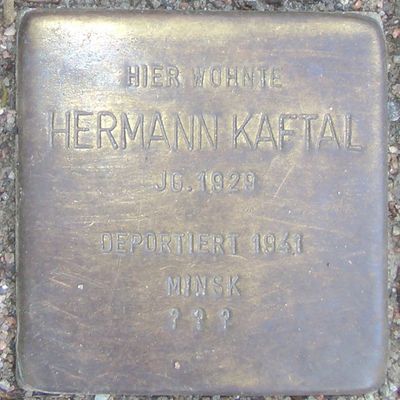 HIER WOHNTE
HERMANN KAFTAL
JG. 1929
DEPORTIERT 1941
MINSK
? ? ?